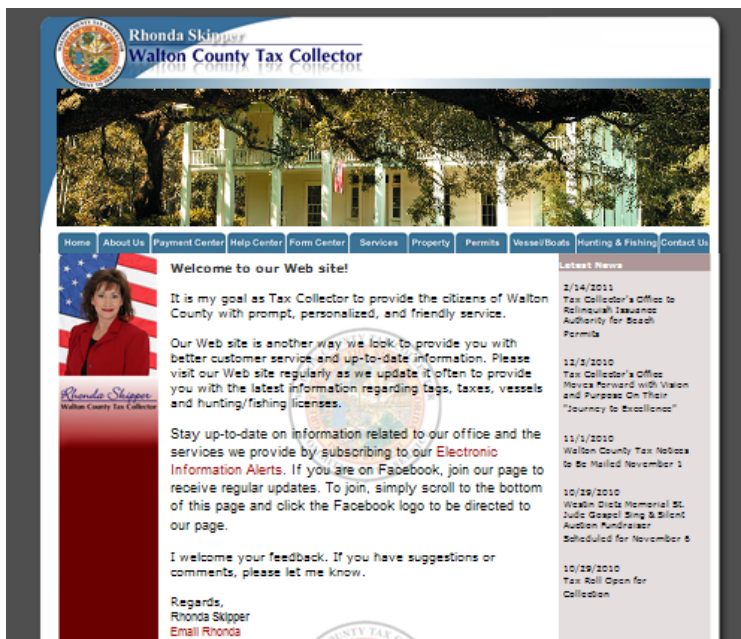 Rhonda Skipper
Walton County Tax Collector
Home
About Us
Payment Center
Help Center
Form Center
Services
Property
Permits
Vessel/Boats
Hunting & Fishing
Contact Us
Rhonda Skipper
Walton County Tax Collector
Welcome to our Web site!
It is my goal as Tax Collector to provide the citizens of Walton
County with prompt, personalized, and friendly service.
Our Web site is another way we look to provide you with
better customer service and up-to-date information. Please
visit our Web site regularly as we update it often to provide
you with the latest information regarding tags, taxes, vessels
and hunting/fishing licenses.
Stay up-to-date on information related to our office and the
services we provide by subscribing to our Electronic
Information Alerts. If you are on Facebook, join our page to
receive regular updates. To join, simply scroll to the bottom
of this page and click the Facebook logo to be directed to
our page.
I welcome your feedback. If you have suggestions or
comments, please let me know.
Regards,
Rhonda Skipper
Email Rhonda
Latest News
2/14/2011
Tax Collector's Office to
Relinquish Issuance
Authority for Beach
Permits
12/3/2010
Tax Collector's Office
Moves Forward with Vision
and Purpose On Their
"Journey to Excellence"
11/1/2010
Walton County Tax Notices
to Be Mailed November 1
10/29/2010
Westin Dietz Memorial St.
Jude Gospel Sing & Silent
Auction Fundraiser
Scheduled for November 6
10/29/2010
Tax Roll Open for
Collection